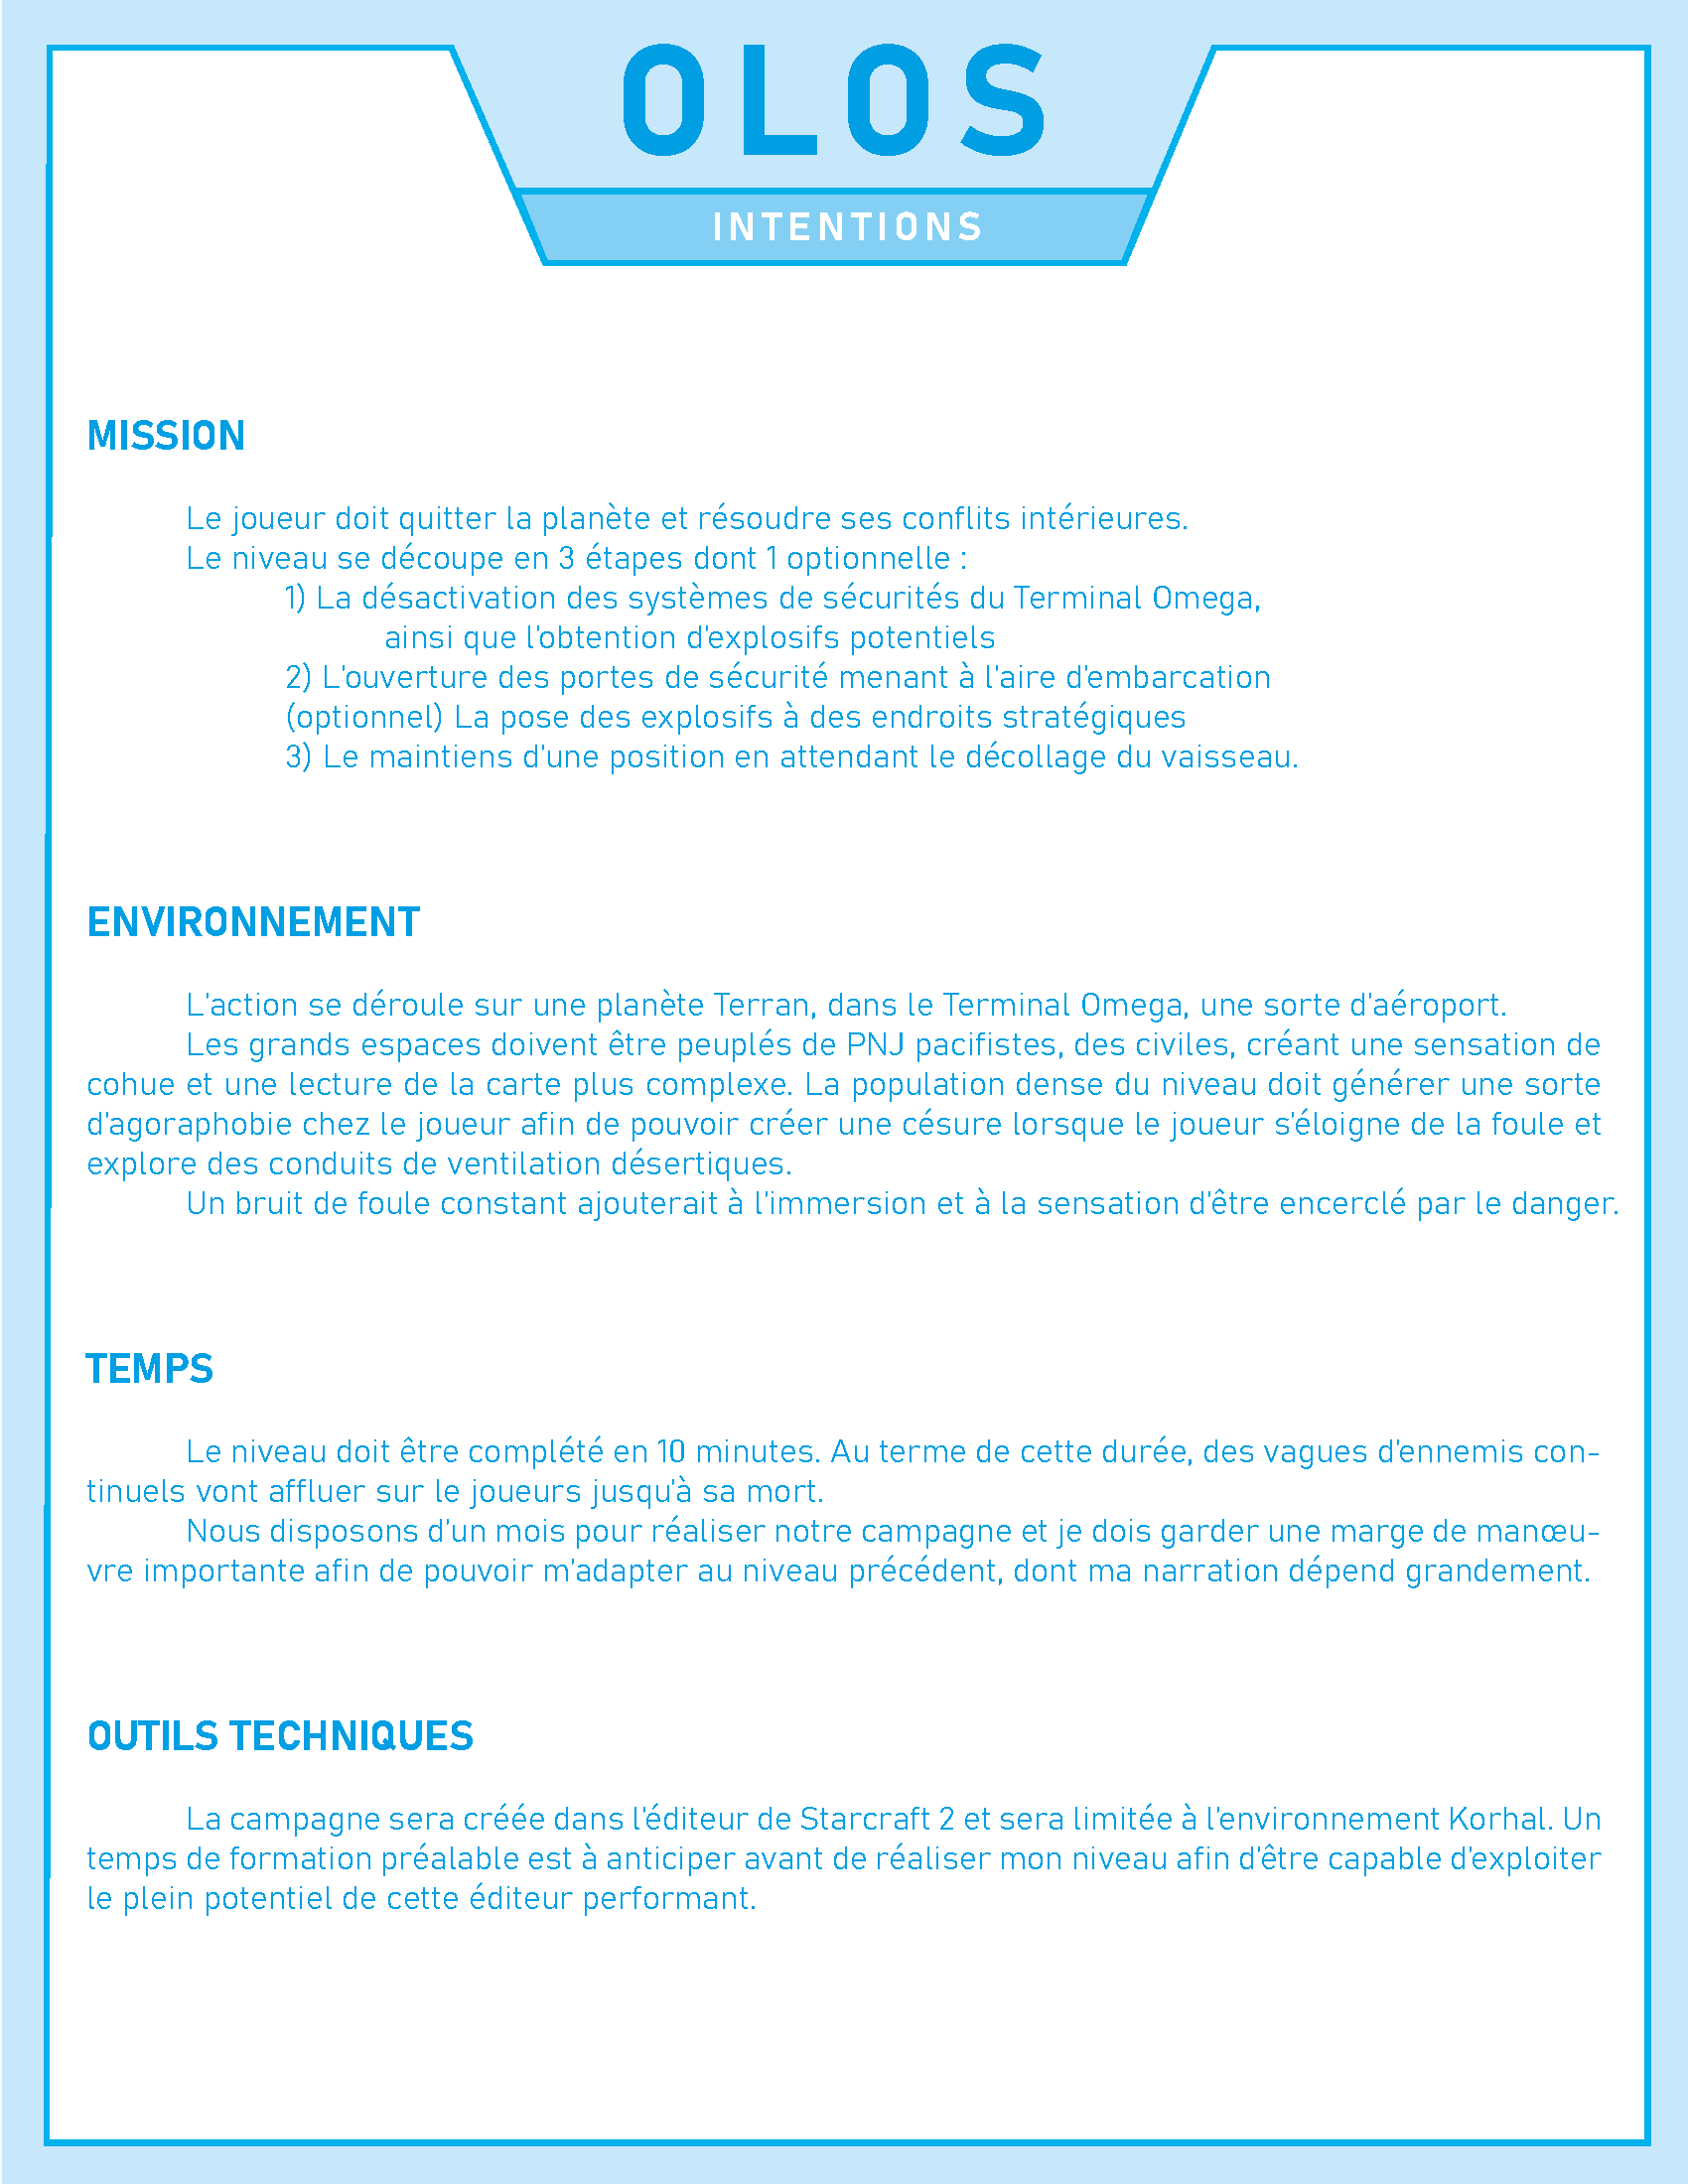 OLOS
INTENTIONS
MISSION
Le joueur doit quitter la planète et résoudre ses conflits intérieures.
Le niveau se découpe en 3 étapes dont 1 optionnelle :
1) La désactivation des systèmes de sécurités du Terminal Omega,
ainsi que l'obtention d'explosifs potentiels
2) L'ouverture des portes de sécurité menant à l'aire d'embarcation
(optionnel) La pose des explosifs à des endroits stratégiques
3) Le maintiens d'une position en attendant le décollage du vaisseau.
ENVIRONNEMENT
L'action se déroule sur une planète Terran, dans le Terminal Omega, une sorte d'aéroport.
Les grands espaces doivent être peuplés de PNJ pacifistes, des civiles, créant une sensation de
cohue et une lecture de la carte plus complexe. La population dense du niveau doit générer une sorte
d'agoraphobie chez le joueur afin de pouvoir créer une césure lorsque le joueur s'éloigne de la foule et
explore des conduits de ventilation désertiques.
Un bruit de foule constant ajouterait à l'immersion et à la sensation d'être encerclé par le danger.
TEMPS
Le niveau doit être complété en 10 minutes. Au terme de cette durée, des vagues d'ennemis con-
tinuels vont affluer sur le joueurs jusqu'à sa mort.
Nous disposons d'un mois pour réaliser notre campagne et je dois garder une marge de manœu-
vre importante afin de pouvoir m'adapter au niveau précédent, dont ma narration dépend grandement.
OUTILS TECHNIQUES
La campagne sera créée dans l'éditeur de Starcraft 2 et sera limitée à l'environnement Korhal. Un
temps de formation préalable est à anticiper avant de réaliser mon niveau afin d'être capable d'exploiter
le plein potentiel de cette éditeur performant.